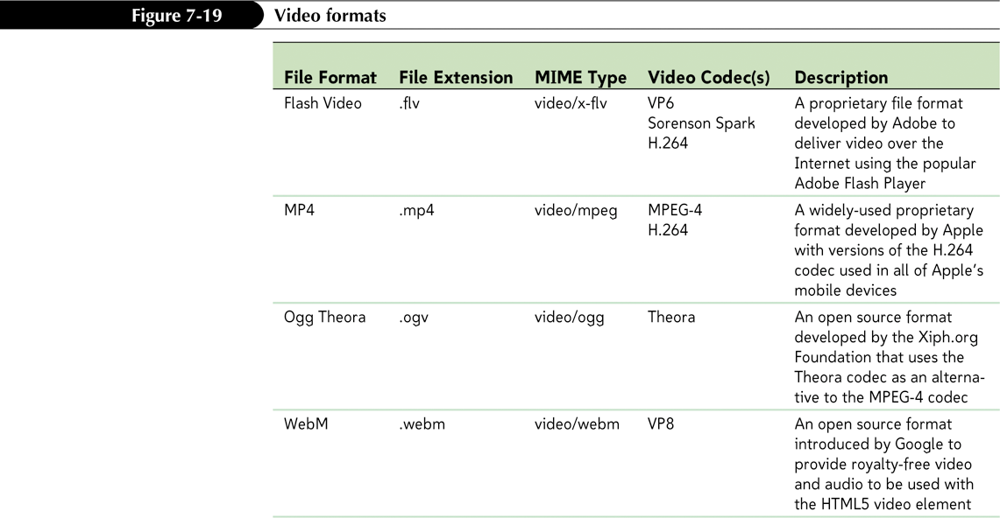 Figure 7-19 Video formats
File Format File Extension MIME Type Video Codec(s) Description
Flash Video .flv video/x-flv VP6 A proprietary file format
Sorenson Spark developed by Adobe to
H.264 deliver video over the
Internet using the popular
Adobe Flash Player
MP4 .mp4 video/mpeg MPEG-4 A widely-used proprietary
H.264 format developed by Apple
with versions of the H.264
codec used in all of Apple's
mobile devices
Ogg Theora .ogv video/ogg Theora An open source format
developed by the Xiph.org
Foundation that uses the
Theora codec as an alterna-
tive to the MPEG-4 codec
WebM .webm video/webm VP8 An open source format
introduced by Google to
provide royalty-free video
and audio to be used with
the HTML5 video element